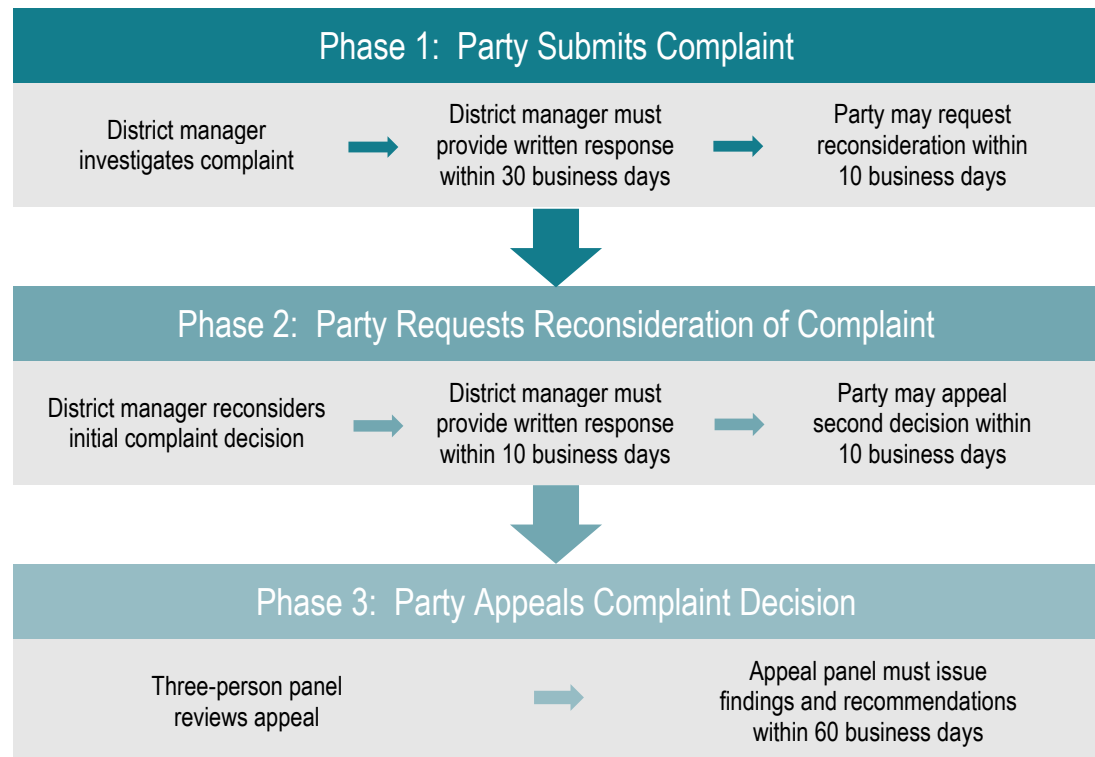 Phase 1:  Party Submits Complaint
District manager
investigates complaint
District manager must
provide written response
within 30 business days
Party may request
reconsideration within
10 business days
Phase 2:  Party Requests Reconsideration of Complaint
District manager reconsiders
initial complaint decision
District manager must
provide written response
within 10 business days
Party may appeal
second decision within
10 business days
Phase 3:  Party Appeals Complaint Decision
Three-person panel
reviews appeal
Appeal panel must issue
findings and recommendations
within 60 business days